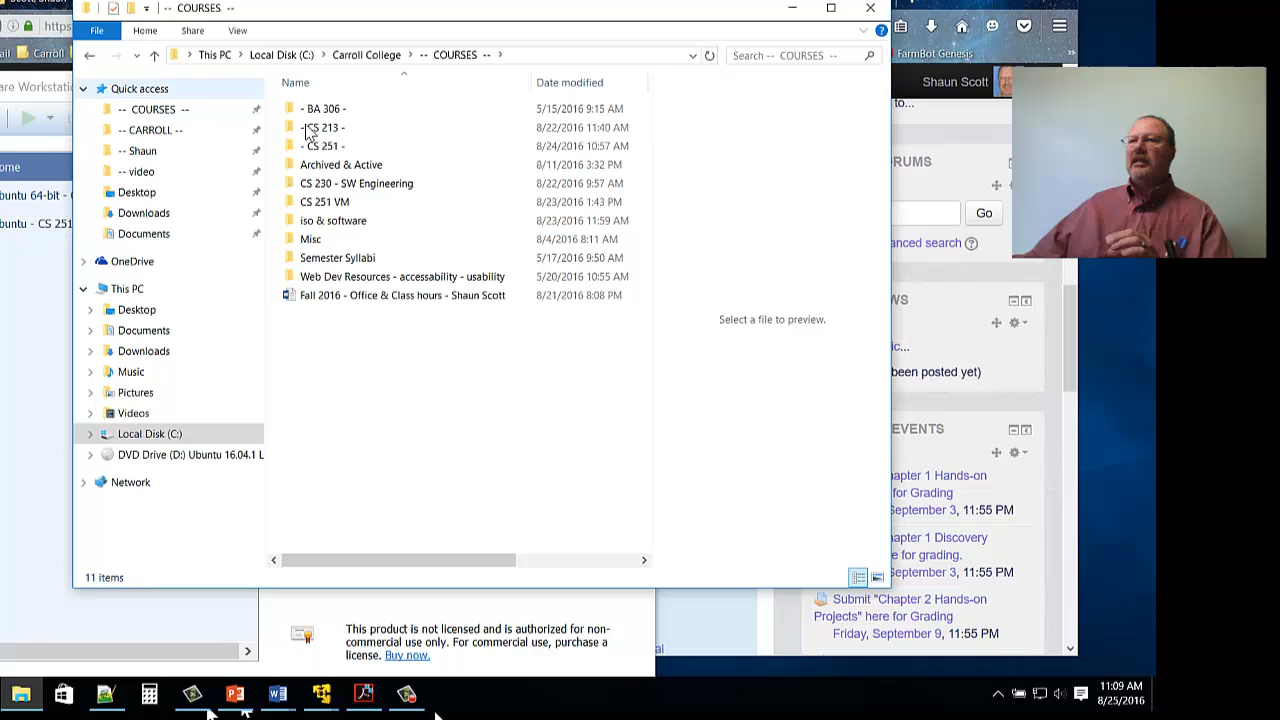 -- COURSES --
https
File
Home
Share
View
This PC
Local Disk (C:)
Carroll College
-- COURSES --
Search -- COURSES --
FarmBot Genesis
Carroll
Shaun Scott
to...
Name
Date modified
Quick access
-- COURSES --
-- CARROLL --
-- Shaun
-- video
Desktop
Downloads
Documents
OneDrive
This PC
Desktop
Documents
Downloads
Music
Pictures
Videos
Local Disk (C:)
DVD Drive (D:) Ubuntu 16.04.1 L
Network
- BA 306 - 5/15/2016 9:15 AM
- CS 213 - 8/22/2016 11:40 AM
- CS 251 - 8/24/2016 10:57 AM
Archived & Active 8/11/2016 3:32 PM
CS 230 - SW Engineering 8/22/2016 9:57 AM
CS 251 VM 8/23/2016 1:43 PM
iso & software 8/23/2016 11:59 AM
Misc 8/4/2016 8:11 AM
Semester Syllabi 5/17/2016 9:50 AM
Web Dev Resources - accessability - usability 5/20/2016 10:55 AM
Fall 2016 - Office & Class hours - Shaun Scott 8/21/2016 8:08 PM
Select a file to preview.
11 items
are Workstati
ome
untu 64-bit -
untu - CS 251
ORUMS
Go
anced search
WS
ic...
been posted yet)
EVENTS
apter 1 Hands-on
for Grading
September 3, 11:55 PM
apter 1 Discovery
e for grading.
September 3, 11:55 PM
Submit "Chapter 2 Hands-on
Projects" here for Grading
Friday, September 9, 11:55 PM
This product is not licensed and is authorized for non-
commercial use only. For commercial use, purchase a
license. Buy now.
al
11:09 AM
8/25/2016